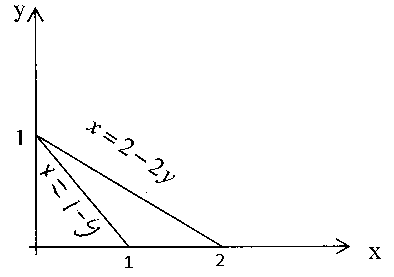 y
1
x = 2 - 2y
x = 1 - y
1
2
x